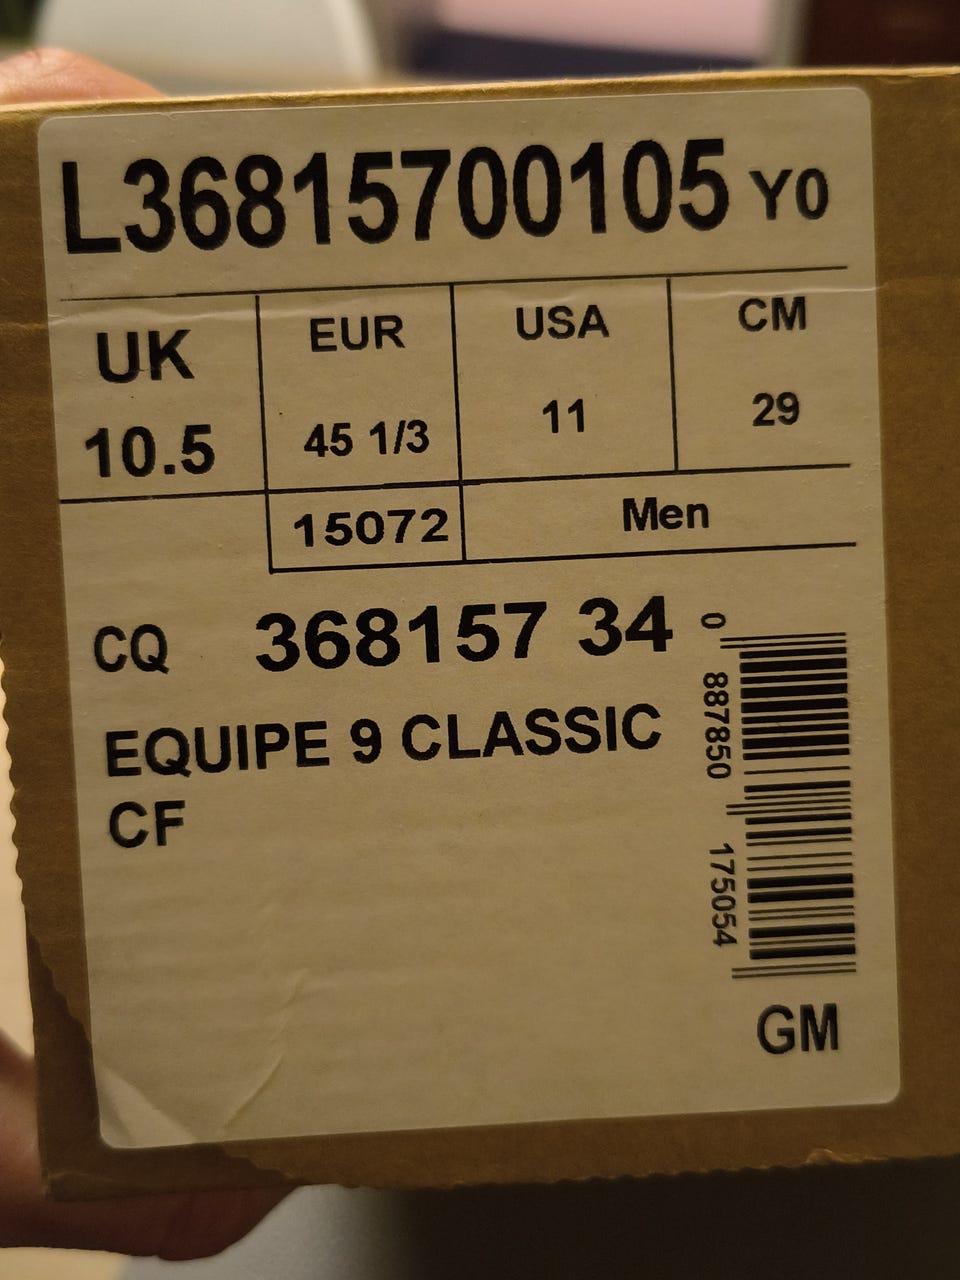 L36815700105 Y0
UK EUR USA CM
10.5 45 1/3 11 29
15072 Men
CQ 368157 34
EQUIPE 9 CLASSIC
CF
0 887850 175054
GM